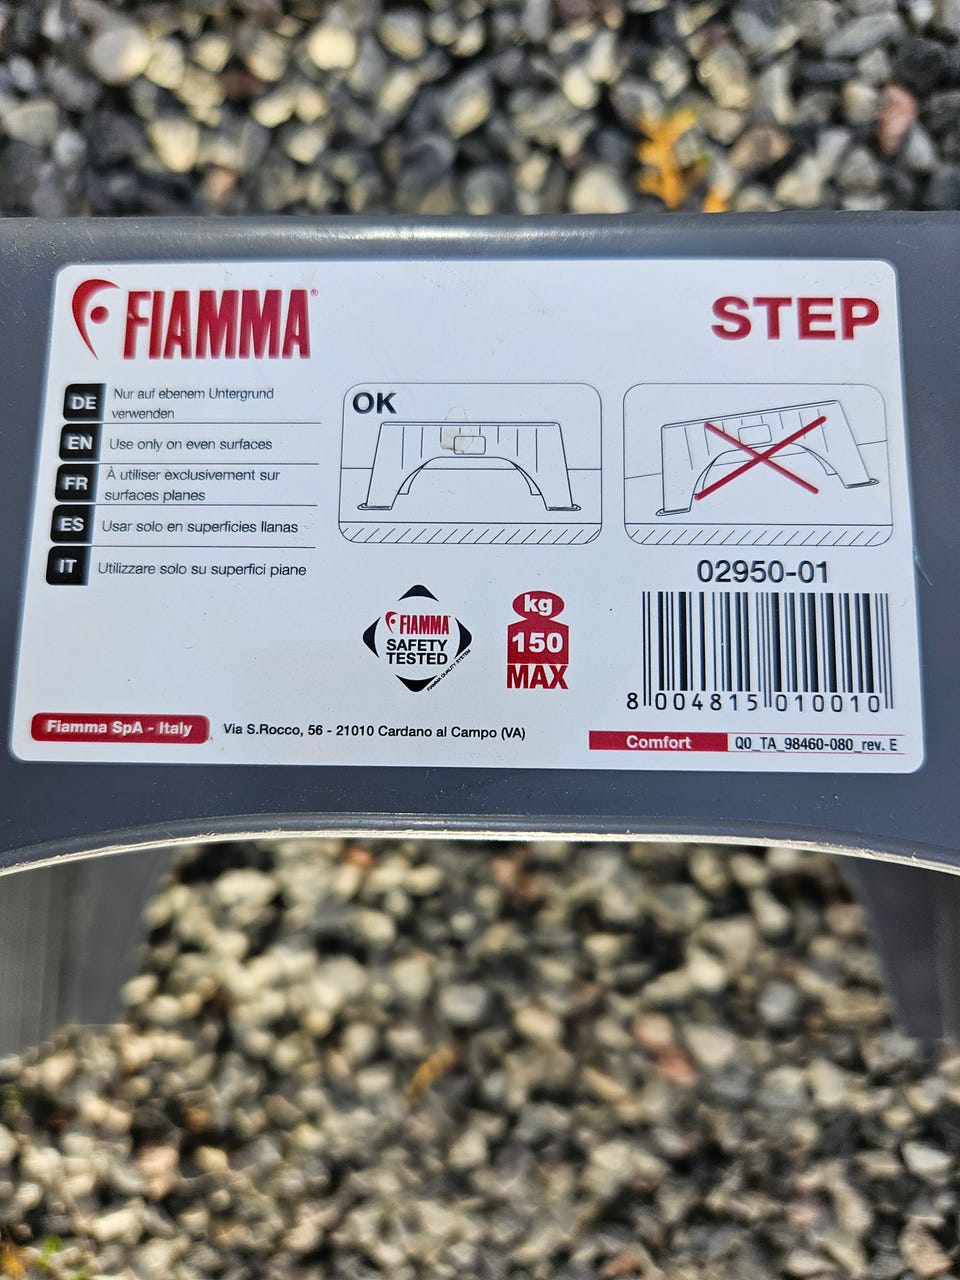 FIAMMA®
STEP
DE Nur auf ebenem Untergrund
verwenden
EN Use only on even surfaces
FR À utiliser exclusivement sur
surfaces planes
ES Usar solo en superficies llanas
IT Utilizzare solo su superfici piane
OK
02950-01
8 004815 010010
FIAMMA
SAFETY
TESTED
FIAMMA QUALITY SYSTEM
kg
150
MAX
Fiamma SpA - Italy
Via S.Rocco, 56 - 21010 Cardano al Campo (VA)
Comfort
Q0_TA_98460-080_rev. E